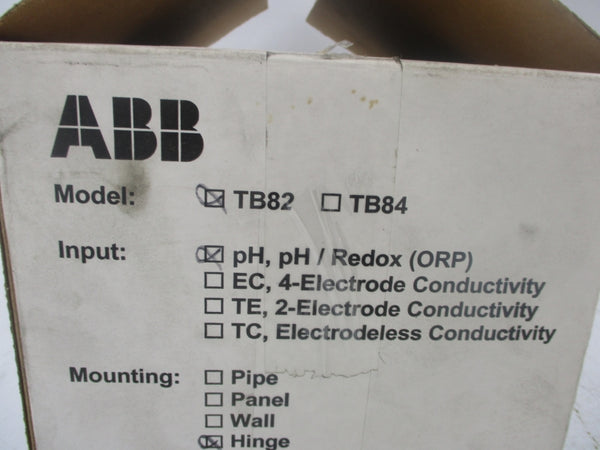 ABB
Model: ☒ TB82 ☐ TB84
Input: ☒ pH, pH / Redox (ORP)
☐ EC, 4-Electrode Conductivity
☐ TE, 2-Electrode Conductivity
☐ TC, Electrodeless Conductivity
Mounting: ☐ Pipe
☐ Panel
☐ Wall
☒ Hinge